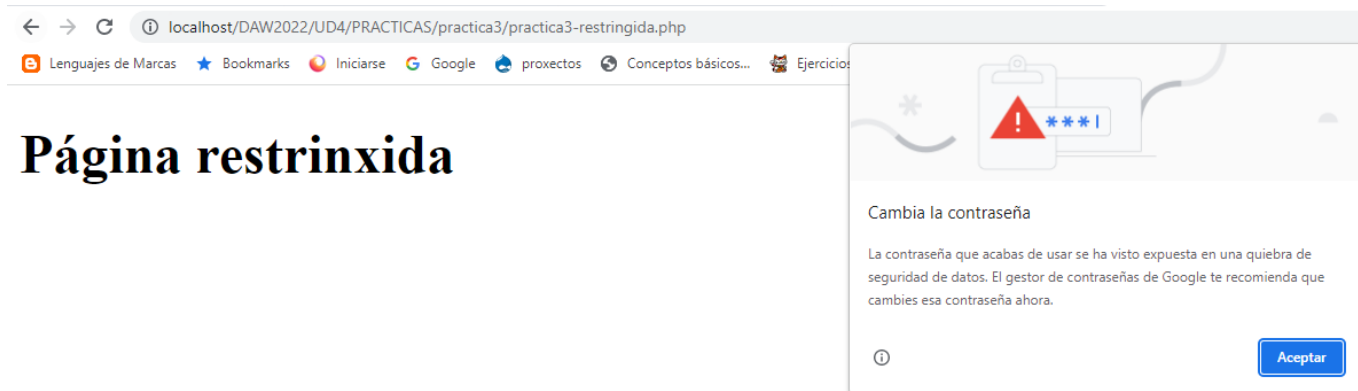 localhost/DAW2022/UD4/PRACTICAS/practica3/practica3-restringida.php
Lenguajes de Marcas Bookmarks Iniciarse Google proxectos Conceptos básicos... Ejercicios
Página restrinxida
***|
Cambia la contraseña
La contraseña que acabas de usar se ha visto expuesta en una quiebra de
seguridad de datos. El gestor de contraseñas de Google te recomienda que
cambies esa contraseña ahora.
Aceptar